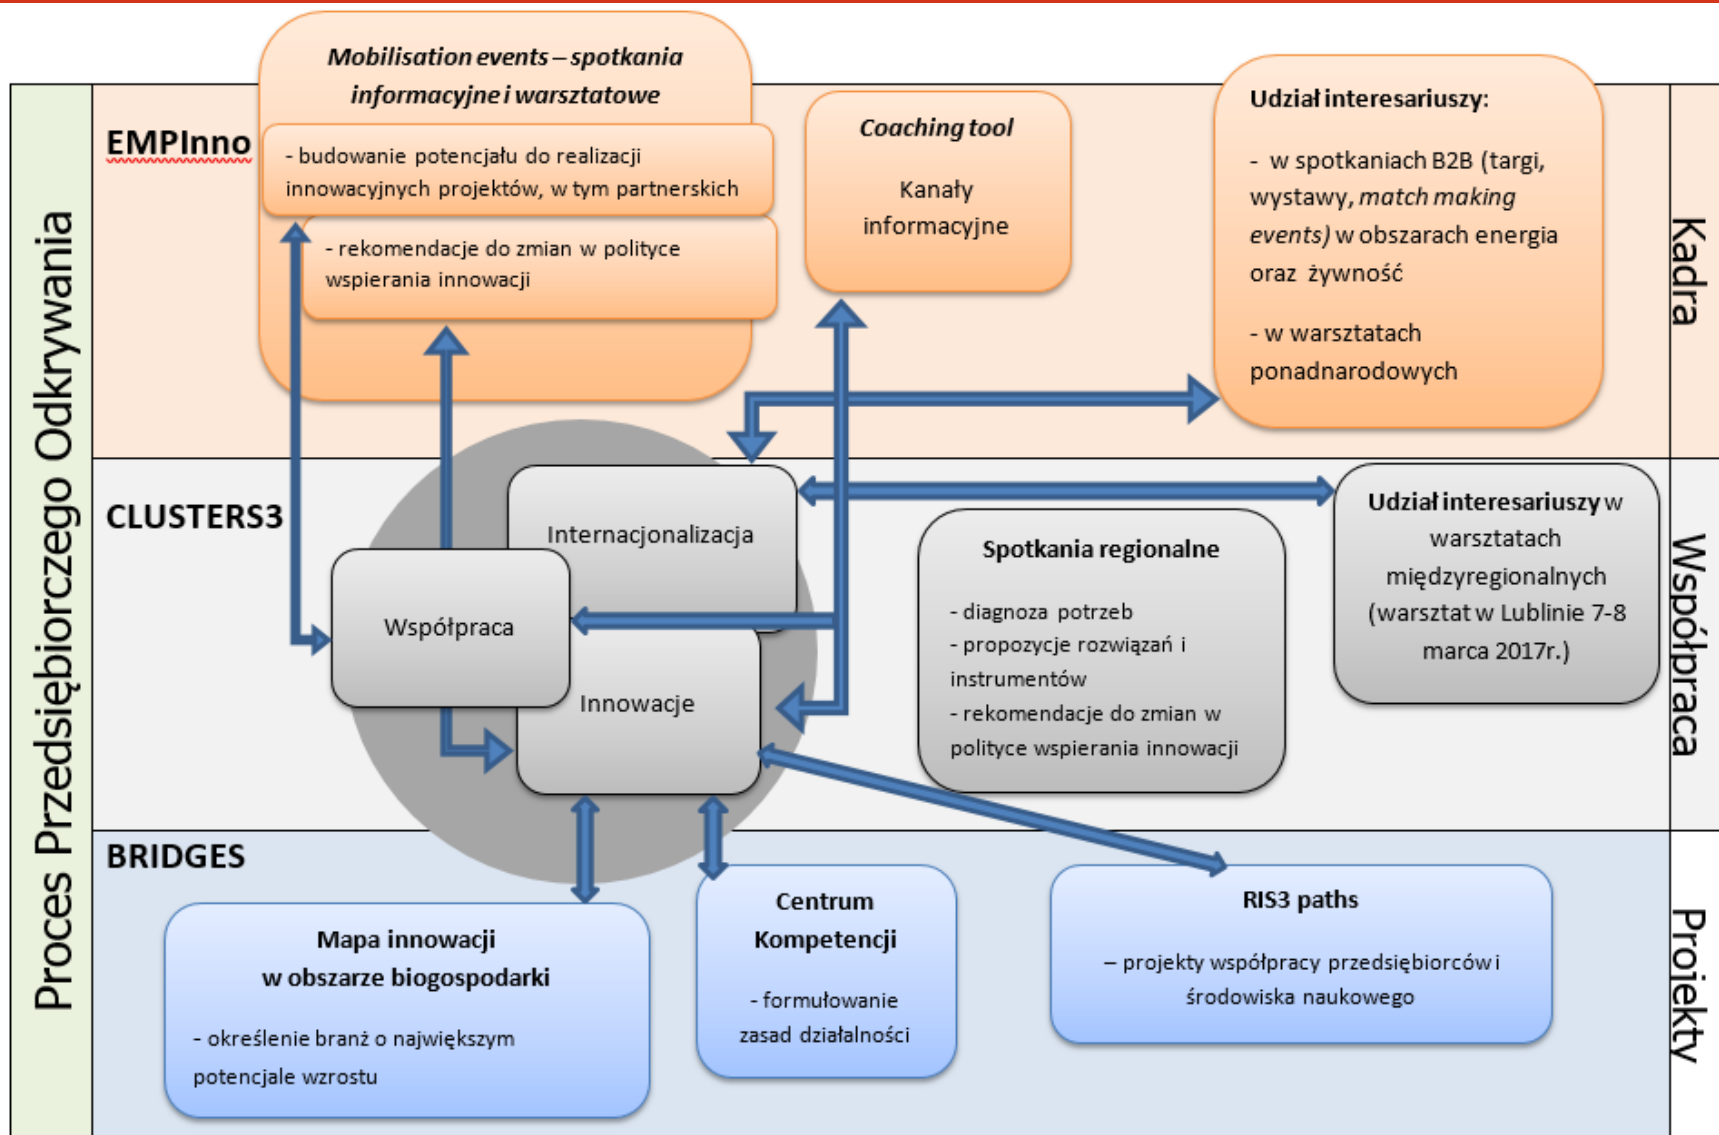 Proces Przedsiębiorczego Odkrywania
EMPInno
Mobilisation events – spotkania
informacyjne i warsztatowe
- budowanie potencjału do realizacji
innowacyjnych projektów, w tym partnerskich
- rekomendacje do zmian w polityce
wspierania innowacji
Coaching tool
Kanały
informacyjne
Udział interesariuszy:
- w spotkaniach B2B (targi,
wystawy, match making
events) w obszarach energia
oraz żywność
- w warsztatach
ponadnarodowych
Kadra
CLUSTERS3
Internacjonalizacja
Współpraca
Innowacje
Spotkania regionalne
- diagnoza potrzeb
- propozycje rozwiązań i
instrumentów
- rekomendacje do zmian w
polityce wspierania innowacji
Udział interesariuszy w
warsztatach
międzyregionalnych
(warsztat w Lublinie 7-8
marca 2017r.)
Współpraca
BRIDGES
Mapa innowacji
w obszarze biogospodarki
- określenie branż o największym
potencjale wzrostu
Centrum
Kompetencji
- formułowanie
zasad działalności
RIS3 paths
– projekty współpracy przedsiębiorców i
środowiska naukowego
Projekty